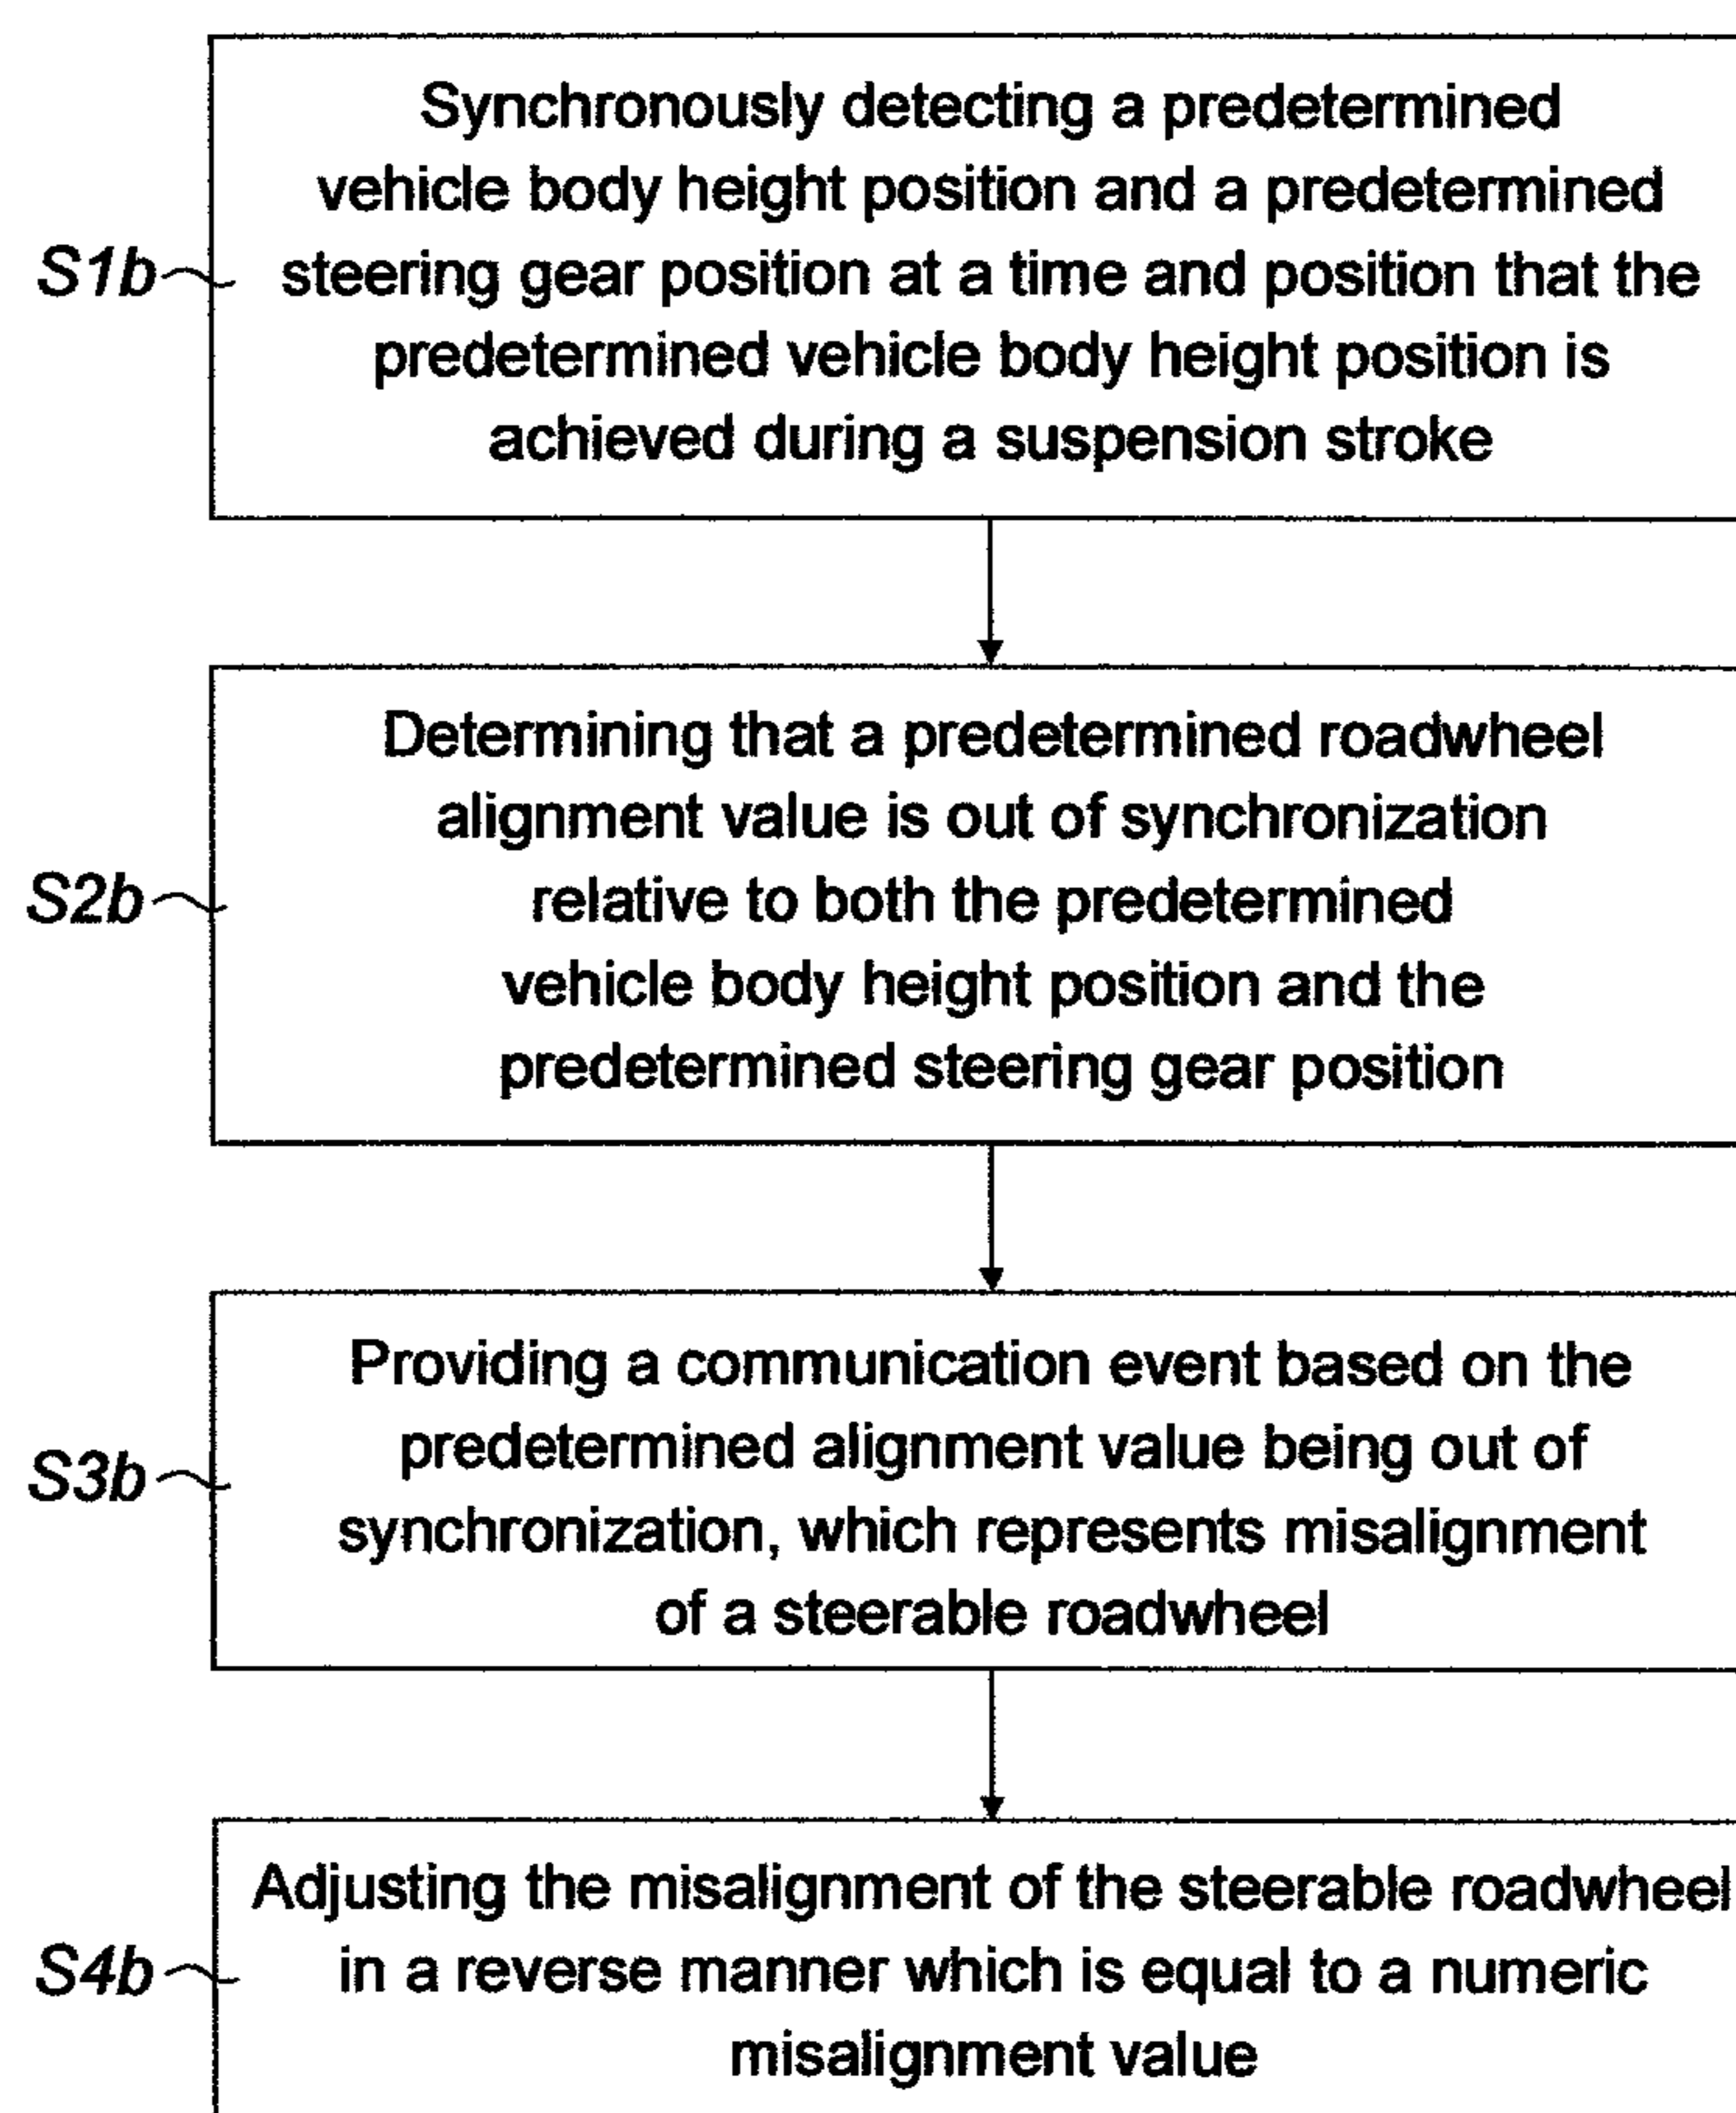 Synchronously detecting a predetermined
vehicle body height position and a predetermined
S1b steering gear position at a time and position that the
predetermined vehicle body height position is
achieved during a suspension stroke
Determining that a predetermined roadwheel
alignment value is out of synchronization
S2b relative to both the predetermined
vehicle body height position and the
predetermined steering gear position
Providing a communication event based on the
predetermined alignment value being out of
S3b synchronization, which represents misalignment
of a steerable roadwheel
Adjusting the misalignment of the steerable roadwheel
S4b in a reverse manner which is equal to a numeric
misalignment value